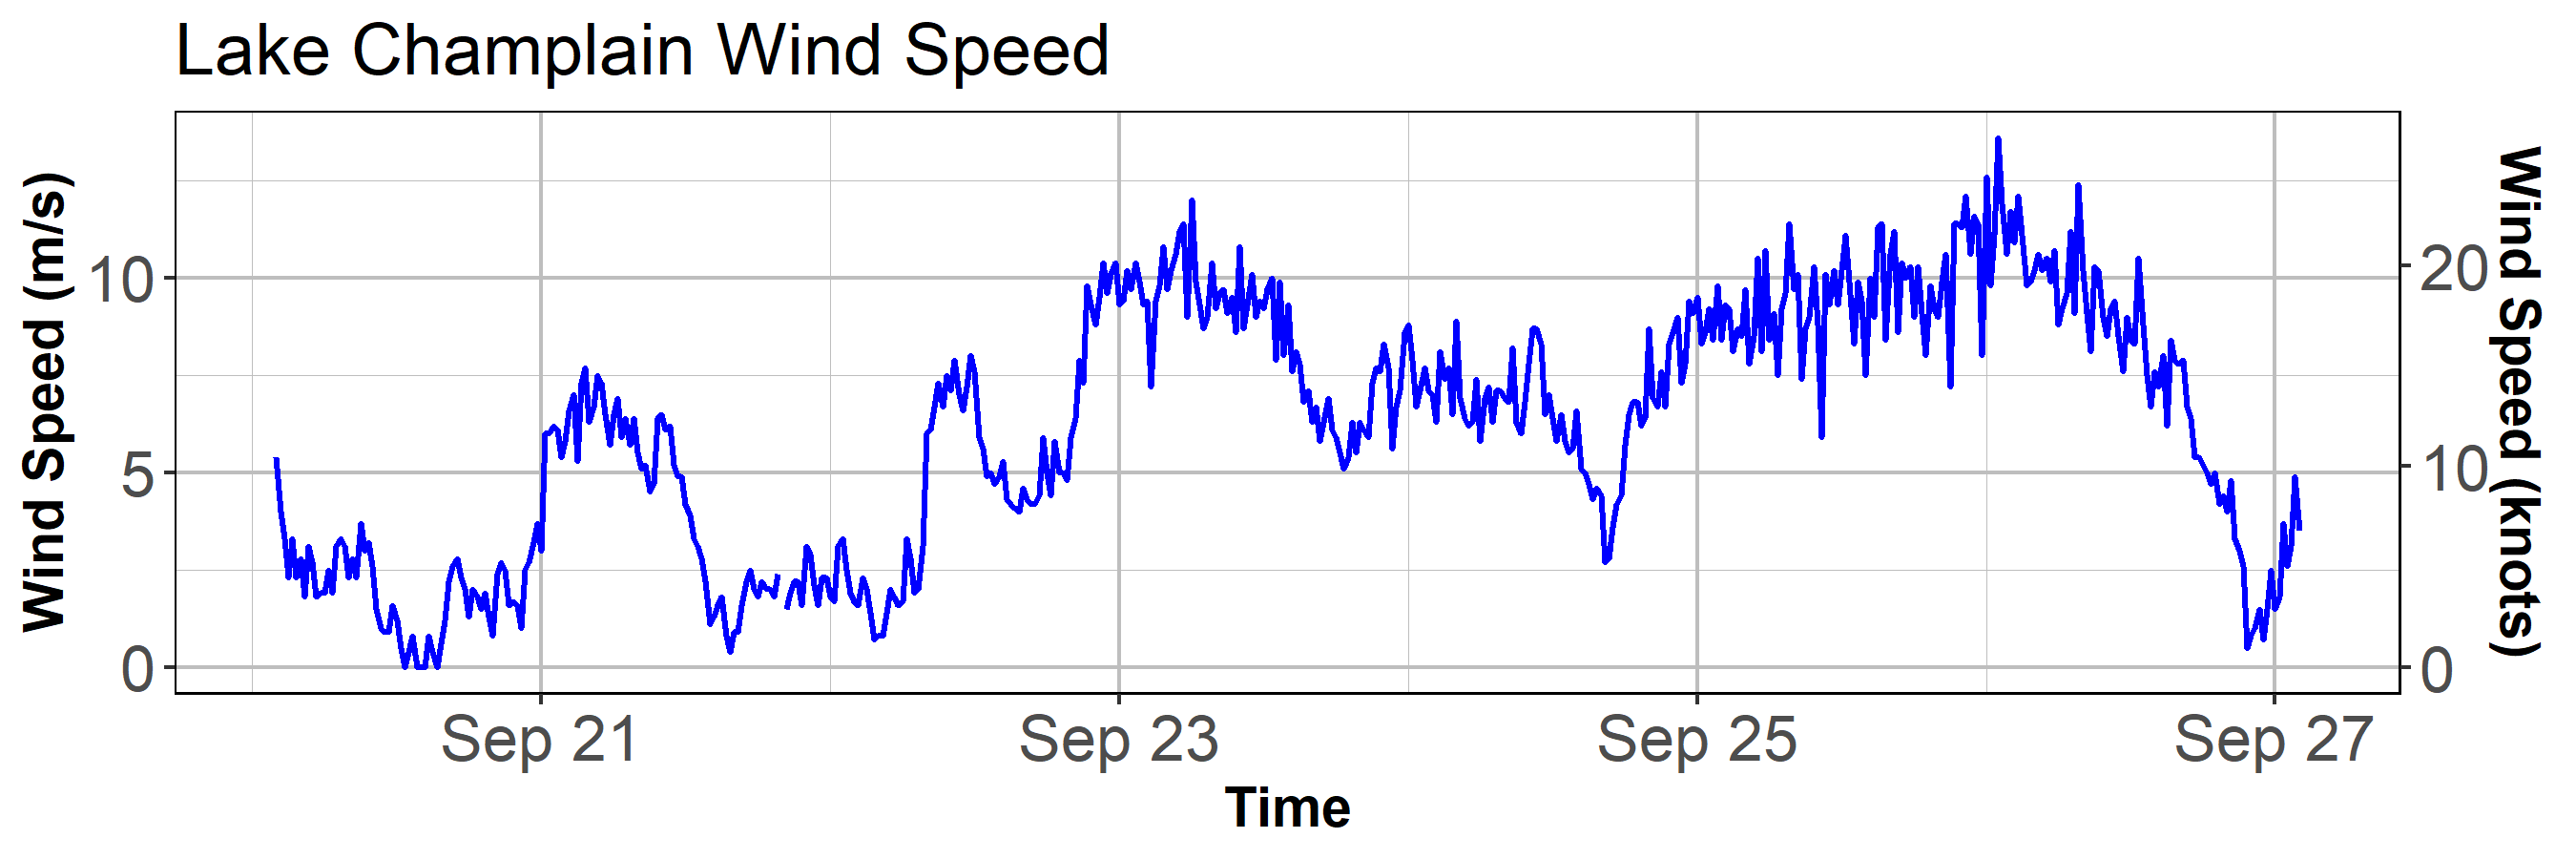 Lake Champlain Wind Speed
Wind Speed (m/s)
10
5
0
Wind Speed (knots)
20
10
0
Sep 21
Sep 23
Sep 25
Sep 27
Time